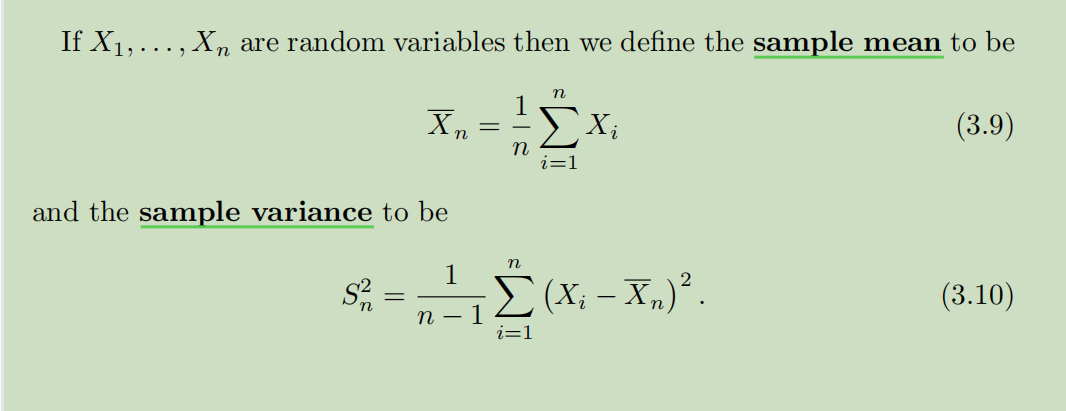 If $X_1, \ldots, X_n$ are random variables then we define the **sample mean** to be
$$\overline{X}_n = \frac{1}{n} \sum_{i=1}^{n} X_i \quad (3.9)$$
and the **sample variance** to be
$$S_n^2 = \frac{1}{n-1} \sum_{i=1}^{n} \left(X_i - \overline{X}_n\right)^2. \quad (3.10)$$